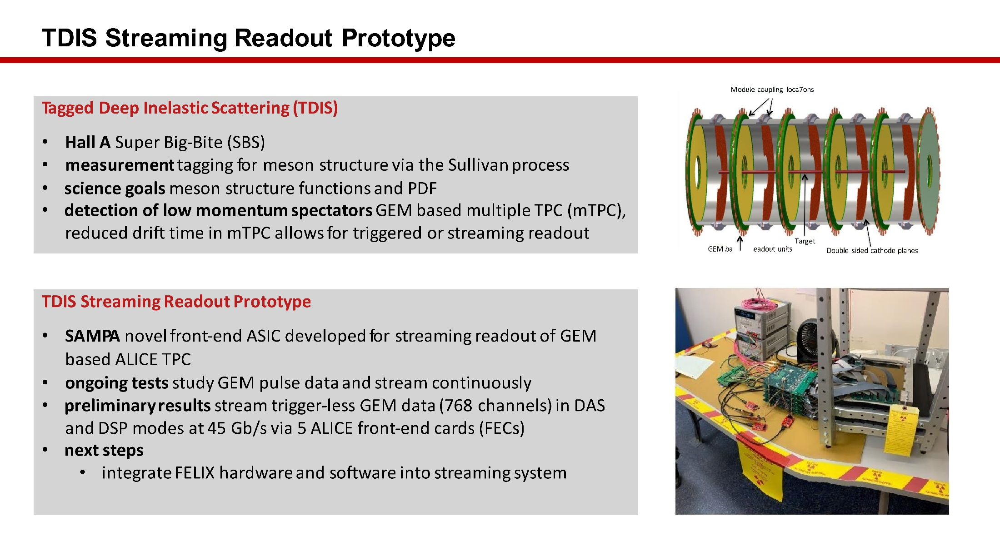 TDIS Streaming Readout Prototype
Tagged Deep Inelastic Scattering (TDIS)
• Hall A Super Big-Bite (SBS)
• measurement tagging for meson structure via the Sullivan process
• science goals meson structure functions and PDF
• detection of low momentum spectators GEM based multiple TPC (mTPC),
reduced drift time in mTPC allows for triggered or streaming readout
Module coupling loca7ons
Target
GEM ba eadout units
Double sided cathode planes
TDIS Streaming Readout Prototype
• SAMPA novel front-end ASIC developed for streaming readout of GEM
based ALICE TPC
• ongoing tests study GEM pulse data and stream continuously
• preliminary results stream trigger-less GEM data (768 channels) in DAS
and DSP modes at 45 Gb/s via 5 ALICE front-end cards (FECs)
• next steps
• integrate FELIX hardware and software into streaming system